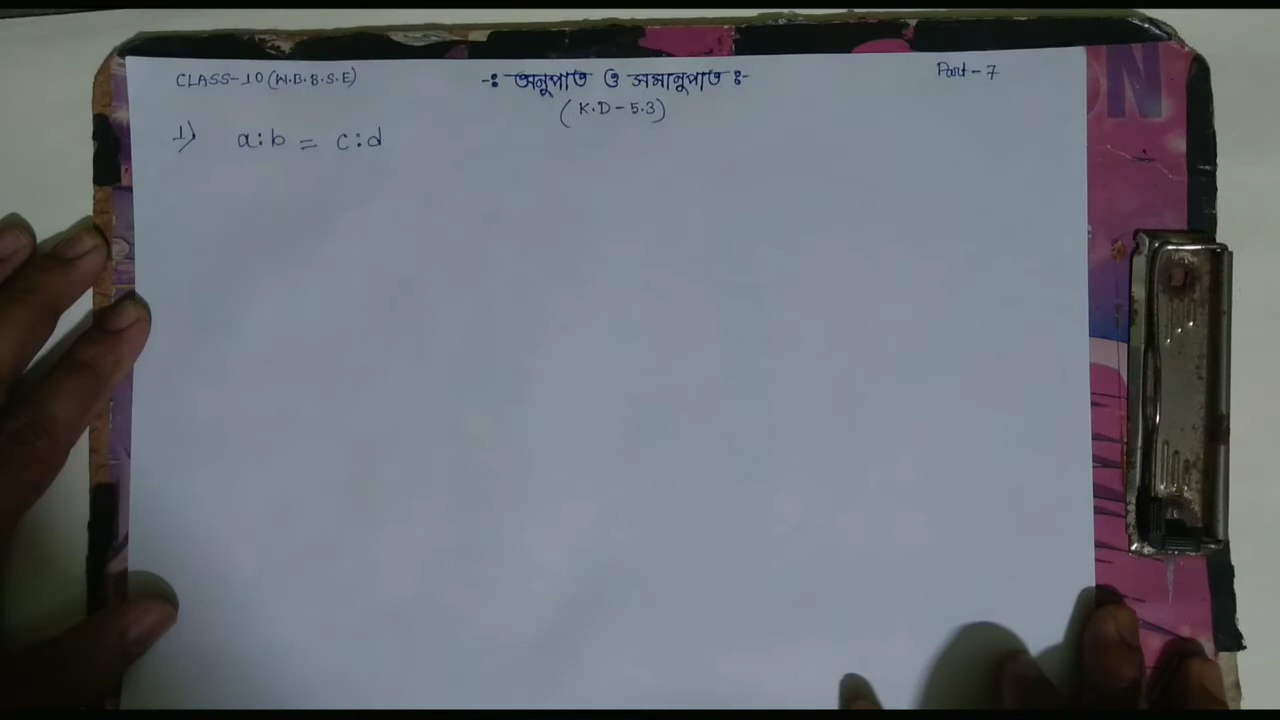 CLASS-10 (W.B.B.S.E) -: অনুপাত ও সমানুপাত :- Part - 7
(K.D - 5.3)
1) a:b = c:d